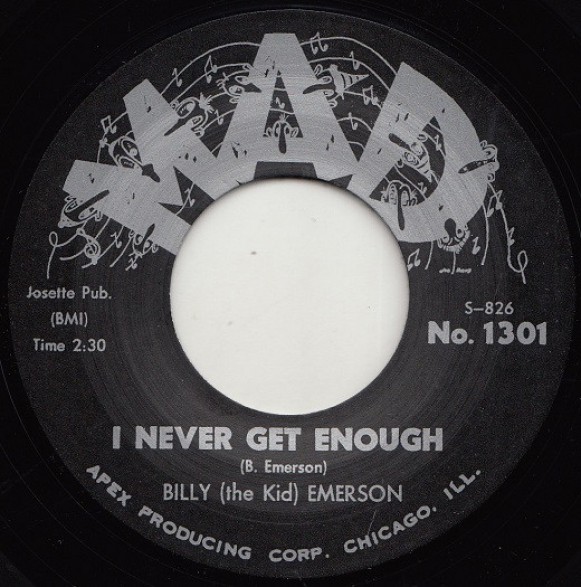 MAD
Josette Pub.
(BMI)
Time 2:30
S-826
No. 1301
I NEVER GET ENOUGH
(B. Emerson)
BILLY (the Kid) EMERSON
APEX PRODUCING CORP. CHICAGO, ILL.